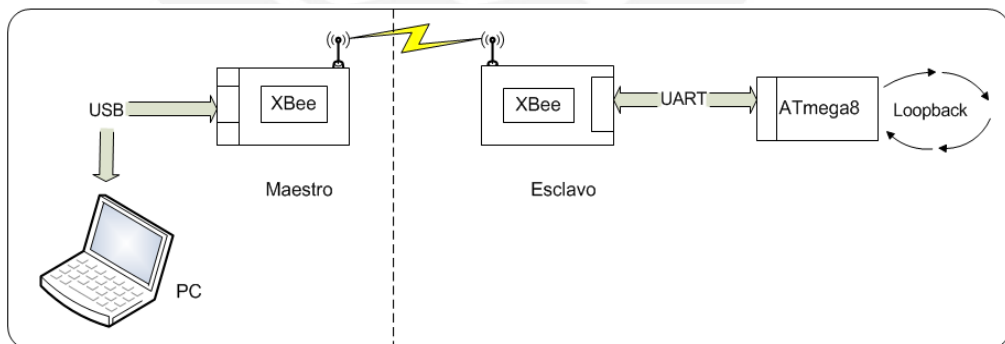 USB
XBee
Maestro
PC
XBee
Esclavo
UART
ATmega8
Loopback